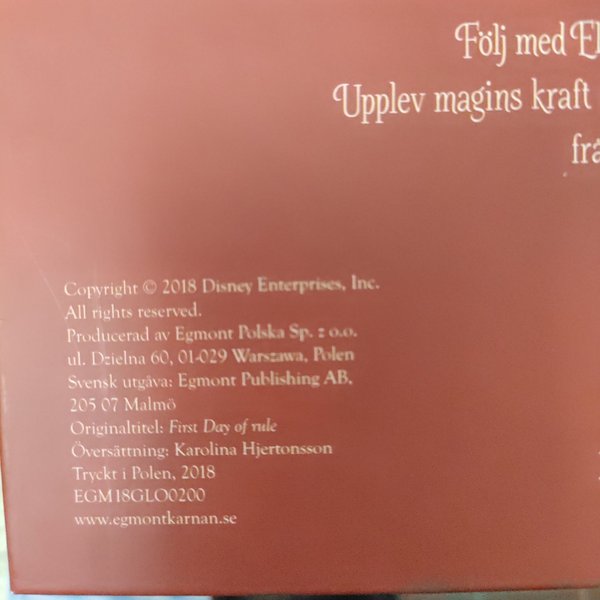 Följ med El
Upplev magins kraft
frå
Copyright © 2018 Disney Enterprises, Inc.
All rights reserved.
Producerad av Egmont Polska Sp. z o.o.
ul. Dzielna 60, 01-029 Warszawa, Polen
Svensk utgåva: Egmont Publishing AB,
205 07 Malmö
Originaltitel: First Day of rule
Översättning: Karolina Hjertonsson
Tryckt i Polen, 2018
EGM18GLO0200
www.egmontkarnan.se